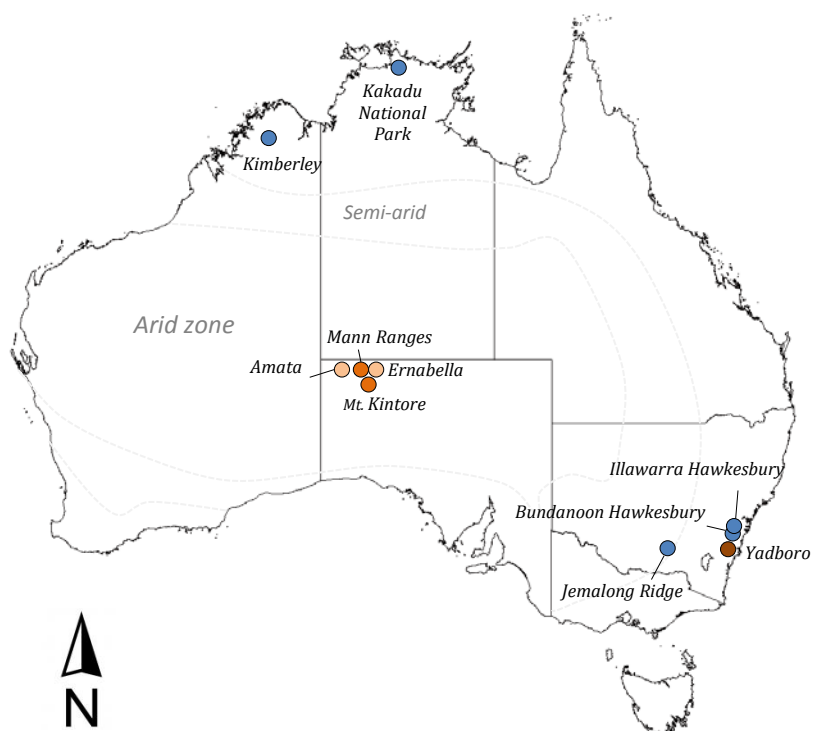 Kakadu
National
Park
Kimberley
Semi-arid
Arid zone
Mann Ranges
Amata
Ernabella
Mt. Kintore
Illawarra Hawkesbury
Bundanoon Hawkesbury
Yadboro
Jemalong Ridge
N